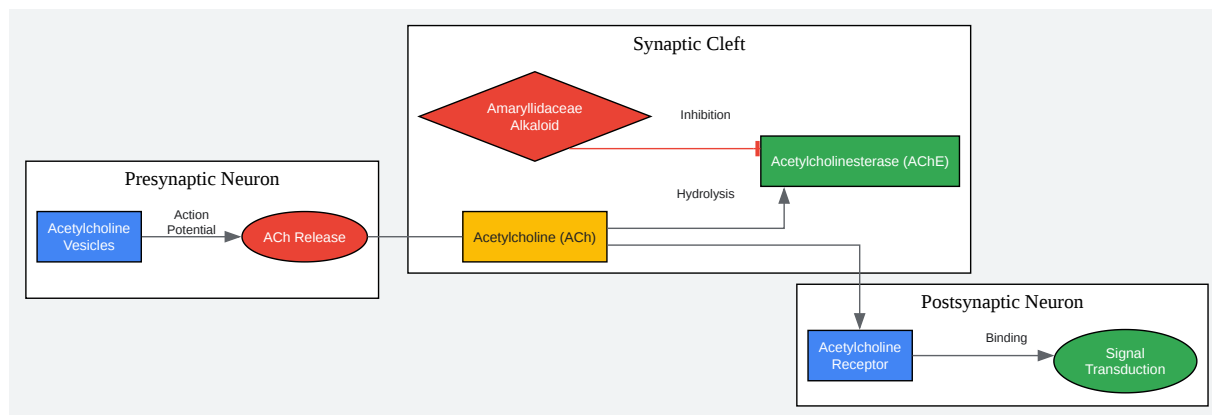 Synaptic Cleft
Amaryllidaceae
Alkaloid
Inhibition
Acetylcholinesterase (AChE)
Hydrolysis
Acetylcholine (ACh)
Presynaptic Neuron
Acetylcholine
Vesicles
Action
Potential
ACh Release
Postsynaptic Neuron
Acetylcholine
Receptor
Binding
Signal
Transduction